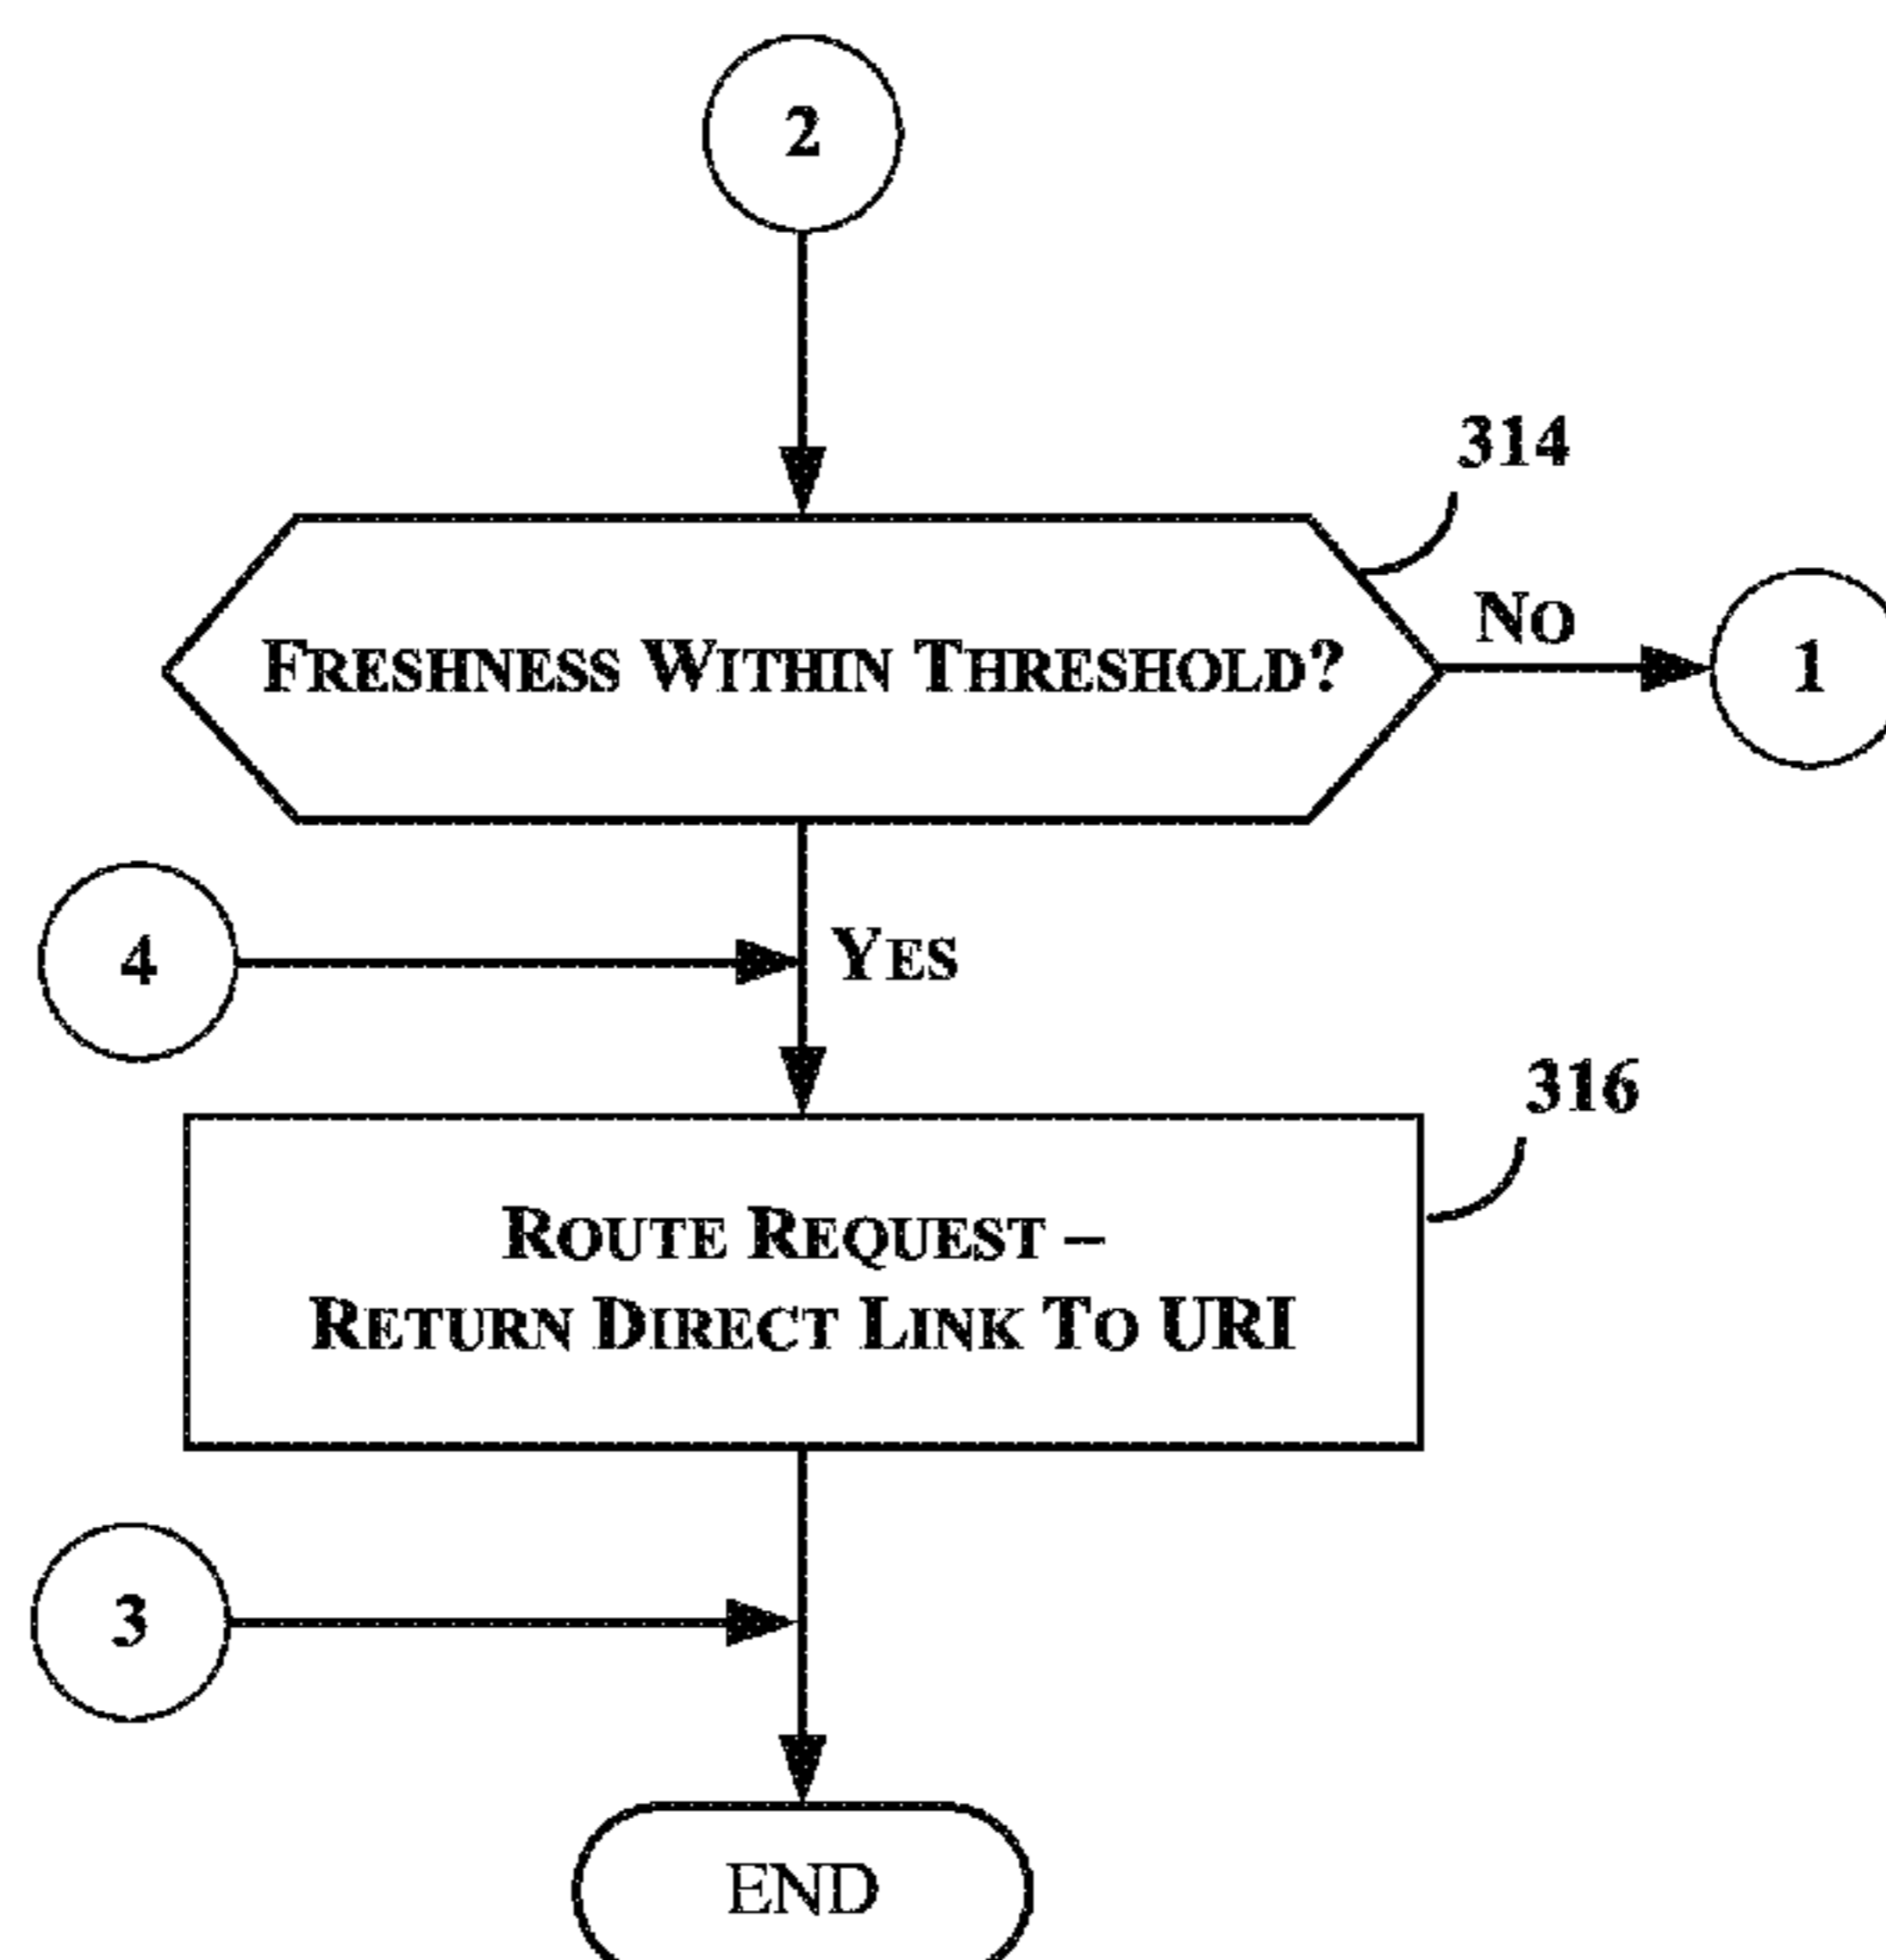 2
314
FRESHNESS WITHIN THRESHOLD?
NO
1
4
YES
316
ROUTE REQUEST –
RETURN DIRECT LINK TO URI
3
END